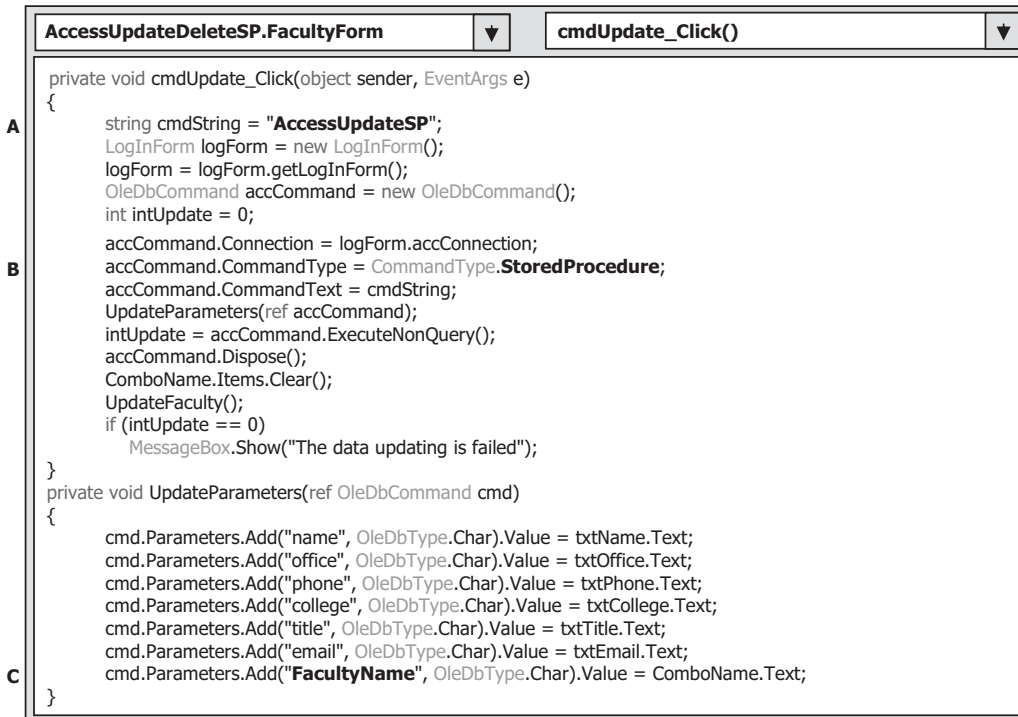 AccessUpdateDeleteSP.FacultyForm cmdUpdate_Click()
private void cmdUpdate_Click(object sender, EventArgs e)
{
A string cmdString = "AccessUpdateSP";
LogInForm logForm = new LogInForm();
logForm = logForm.getLogInForm();
OleDbCommand accCommand = new OleDbCommand();
int intUpdate = 0;
accCommand.Connection = logForm.accConnection;
B accCommand.CommandType = CommandType.StoredProcedure;
accCommand.CommandText = cmdString;
UpdateParameters(ref accCommand);
intUpdate = accCommand.ExecuteNonQuery();
accCommand.Dispose();
ComboName.Items.Clear();
UpdateFaculty();
if (intUpdate == 0)
MessageBox.Show("The data updating is failed");
}
private void UpdateParameters(ref OleDbCommand cmd)
{
cmd.Parameters.Add("name", OleDbType.Char).Value = txtName.Text;
cmd.Parameters.Add("office", OleDbType.Char).Value = txtOffice.Text;
cmd.Parameters.Add("phone", OleDbType.Char).Value = txtPhone.Text;
cmd.Parameters.Add("college", OleDbType.Char).Value = txtCollege.Text;
cmd.Parameters.Add("title", OleDbType.Char).Value = txtTitle.Text;
cmd.Parameters.Add("email", OleDbType.Char).Value = txtEmail.Text;
C cmd.Parameters.Add("FacultyName", OleDbType.Char).Value = ComboName.Text;
}